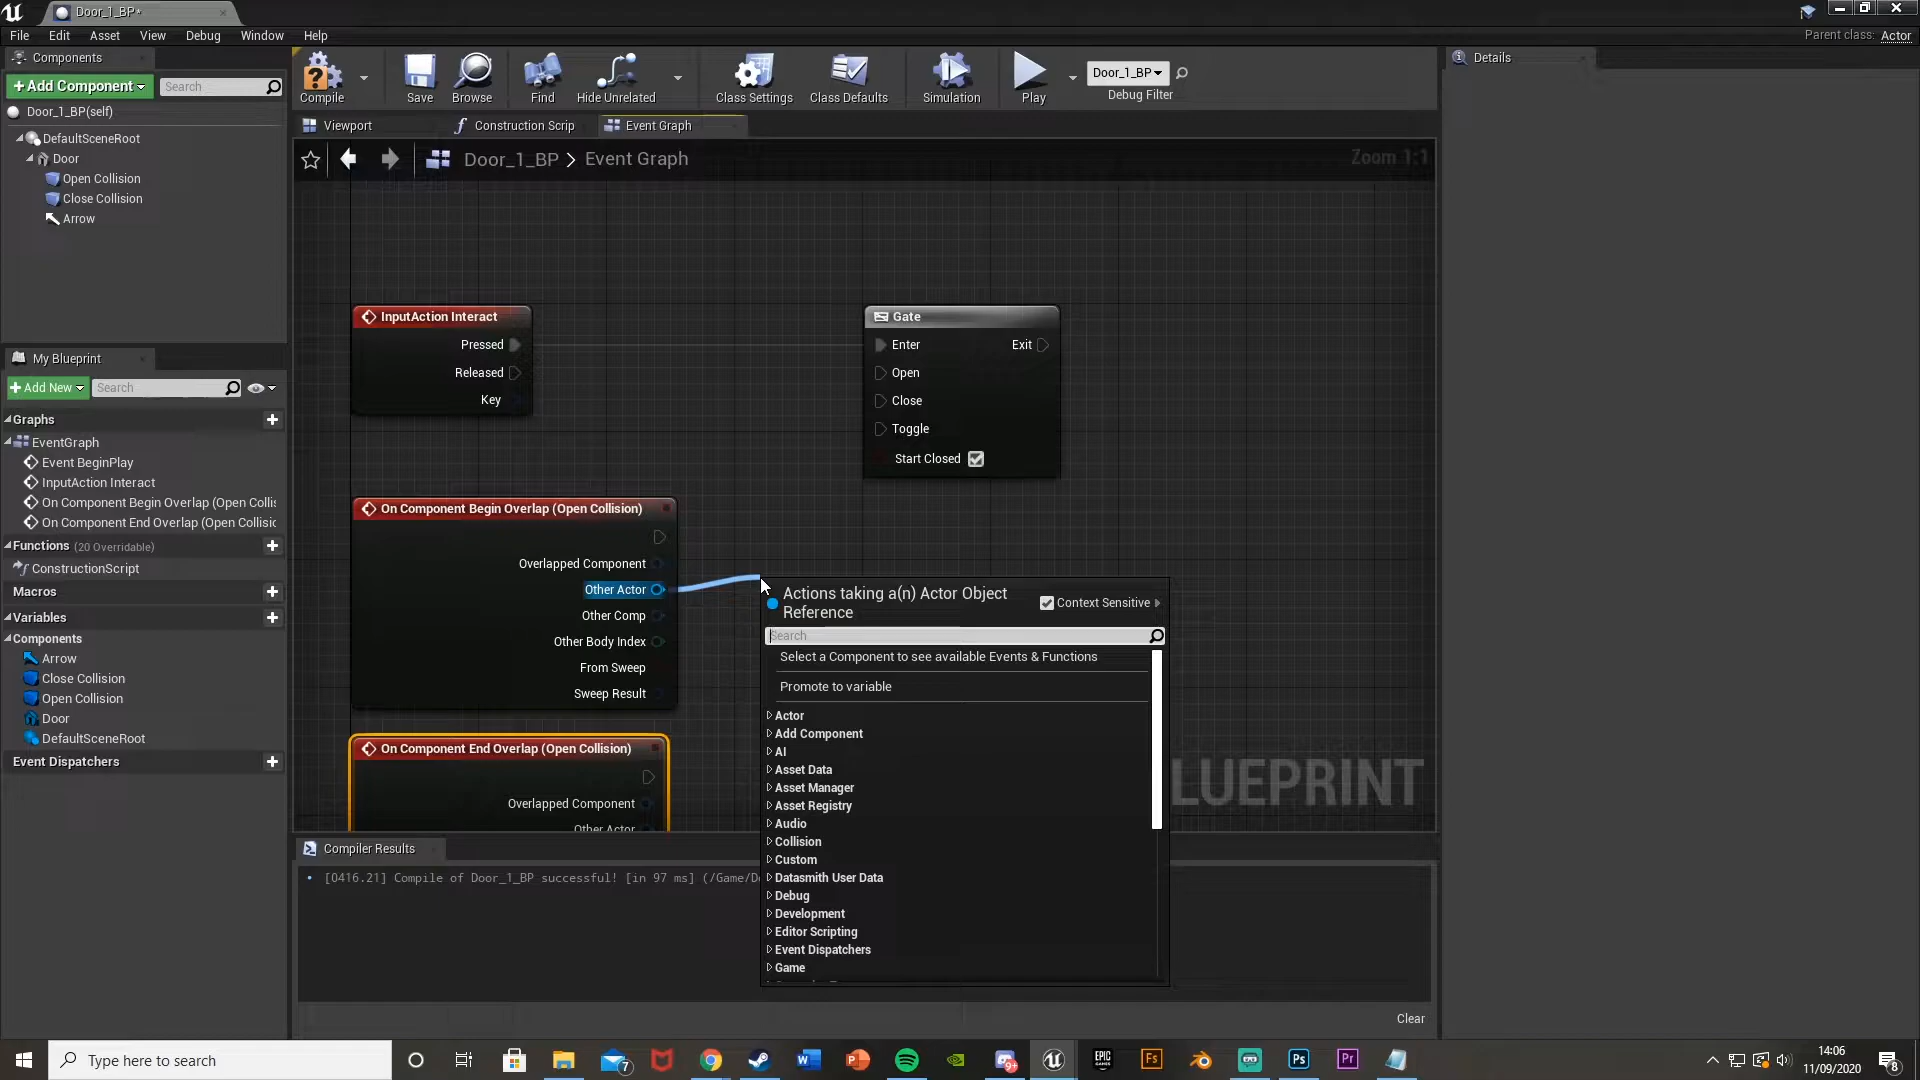 Door_1_BP*
File Edit Asset View Debug Window Help
Parent class: Actor
Components
+ Add Component
Search
Door_1_BP(self)
DefaultSceneRoot
Door
Open Collision
Close Collision
Arrow
Compile
Save
Browse
Find
Hide Unrelated
Class Settings
Class Defaults
Simulation
Play
Door_1_BP
Debug Filter
Details
Viewport
Construction Scrip
Event Graph
Door_1_BP > Event Graph
Zoom 1:1
InputAction Interact
Pressed
Released
Key
Gate
Enter
Exit
Open
Close
Toggle
Start Closed
On Component Begin Overlap (Open Collision)
Overlapped Component
Other Actor
Other Comp
Other Body Index
From Sweep
Sweep Result
On Component End Overlap (Open Collision)
Overlapped Component
Other Actor
My Blueprint
+ Add New
Search
Graphs
EventGraph
Event BeginPlay
InputAction Interact
On Component Begin Overlap (Open Collis
On Component End Overlap (Open Collisio
Functions (20 Overridable)
ConstructionScript
Macros
Variables
Components
Arrow
Close Collision
Open Collision
Door
DefaultSceneRoot
Event Dispatchers
Actions taking a(n) Actor Object
Reference
Context Sensitive
Search
Select a Component to see available Events & Functions
Promote to variable
Actor
Add Component
AI
Asset Data
Asset Manager
Asset Registry
Audio
Collision
Custom
Datasmith User Data
Debug
Development
Editor Scripting
Event Dispatchers
Game
LUEPRINT
Compiler Results
[0416.21] Compile of Door_1_BP successful! [in 97 ms] (/Game/D
Clear
Type here to search
7
W
P
9+
EPIC
GAMES
Fs
Ps
Pr
14:06
11/09/2020
8